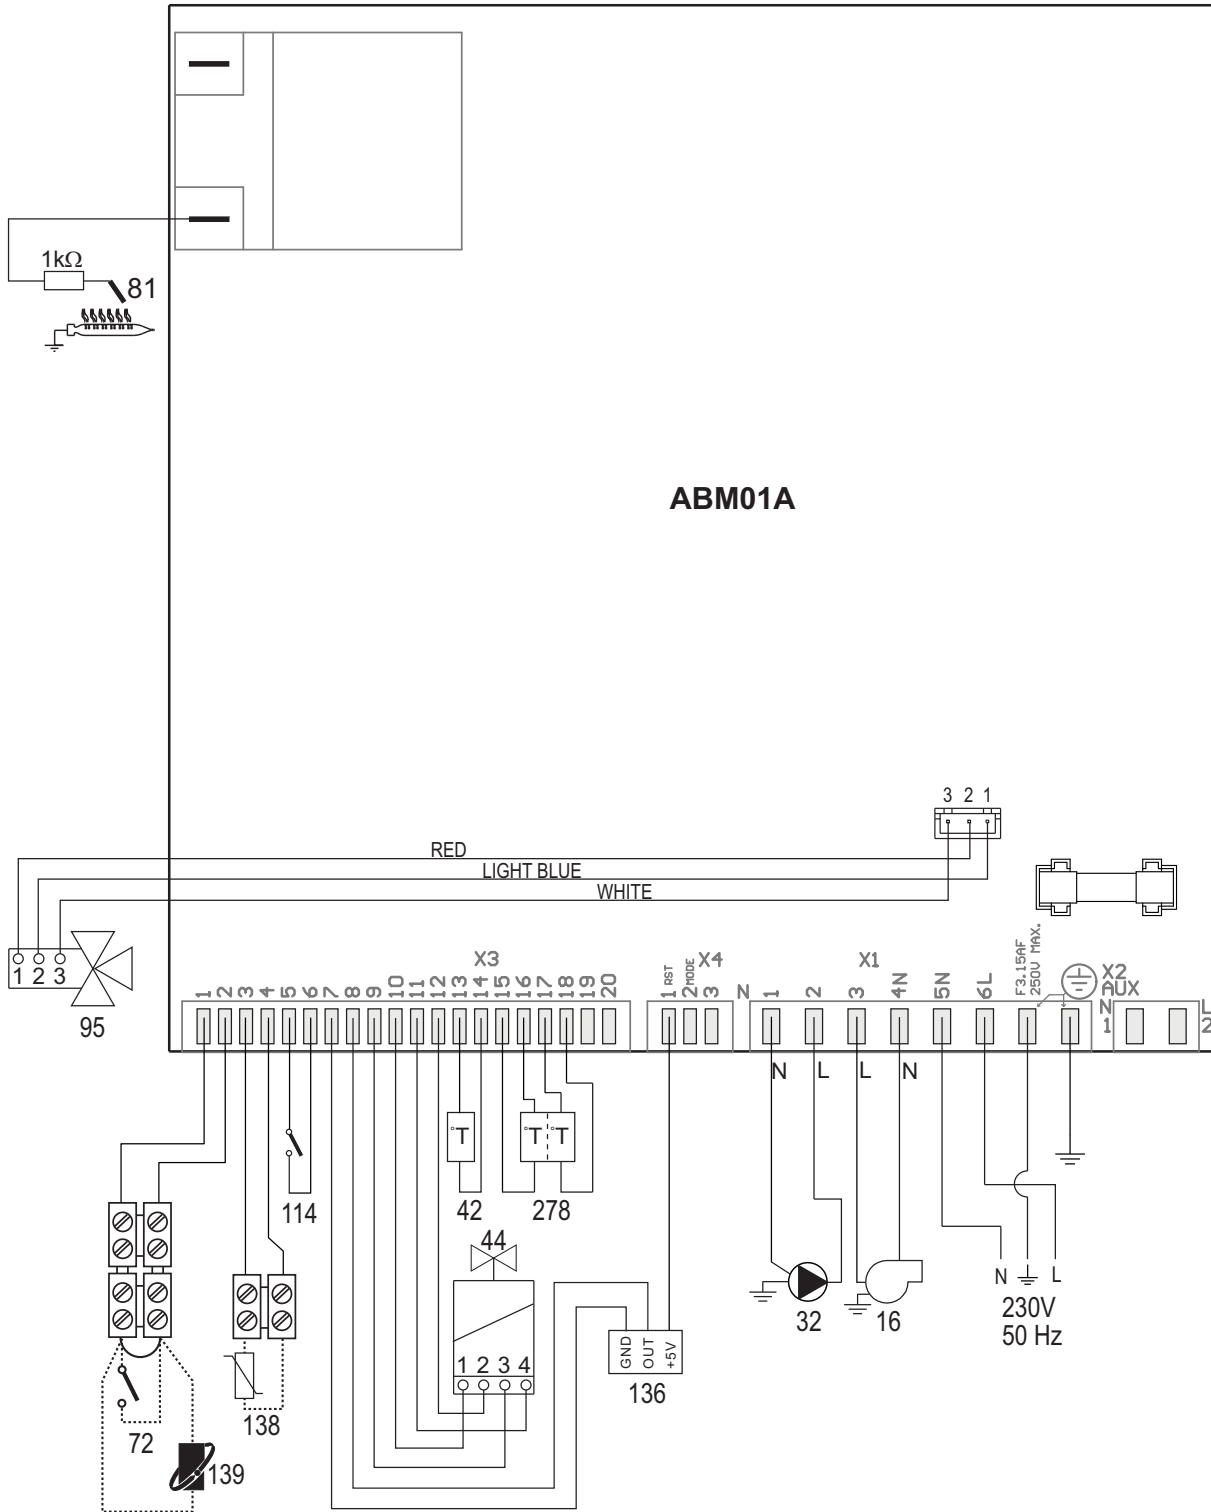 1kΩ
81
ABM01A
3 2 1
RED
LIGHT BLUE
WHITE
1 2 3
95
X3
1 2 3 4 5 6 7 8 9 10 11 12 13 14 15 16 17 18 19 20
X4
1 RST
2 MODE
3
N
X1
1 2 3 4N 5N 6L
F3.15AF
250V MAX.
X2
AUX
N
1
L
2
N L L N
°T
°T °T
114
42
278
44
1 2 3 4
GND
OUT
+5V
136
32
16
N L
230V
50 Hz
72
138
139